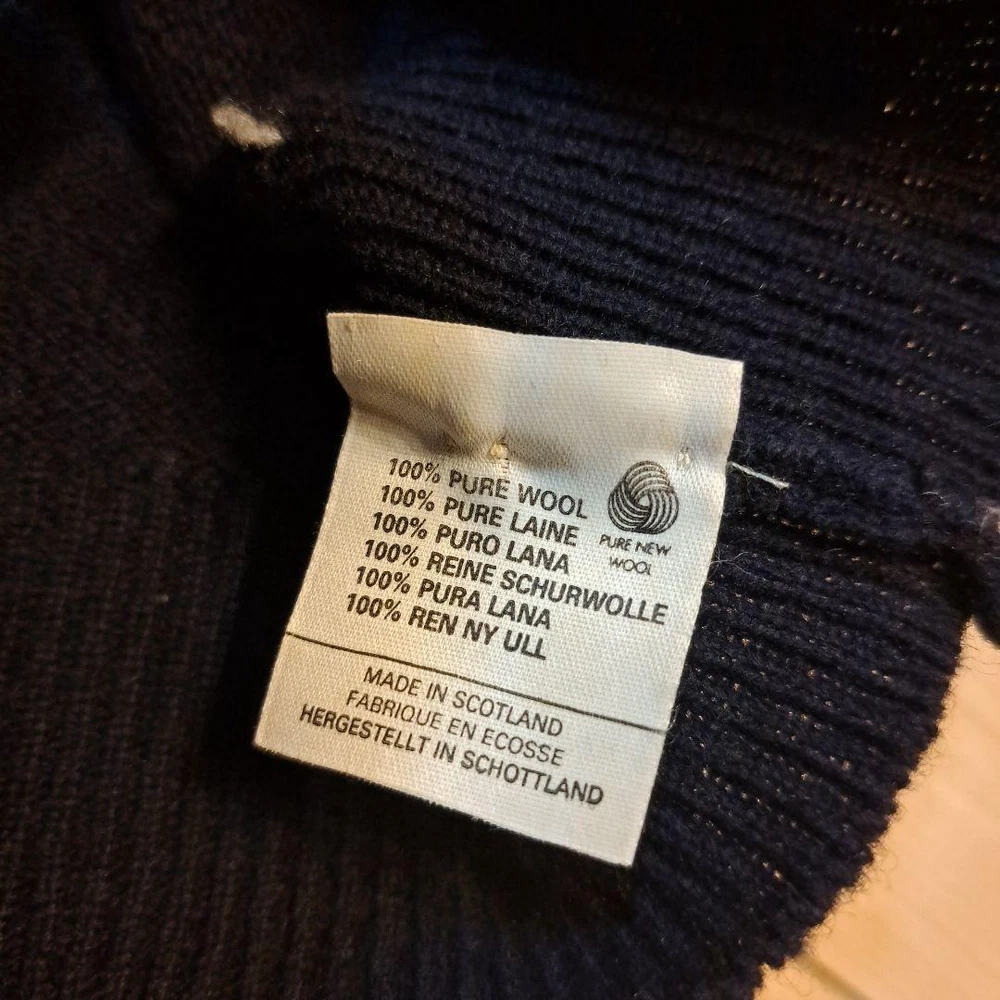 100% PURE WOOL
100% PURE LAINE
100% PURO LANA
100% REINE SCHURWOLLE
100% PURA LANA
100% REN NY ULL
PURE NEW
WOOL
MADE IN SCOTLAND
FABRIQUE EN ECOSSE
HERGESTELLT IN SCHOTTLAND